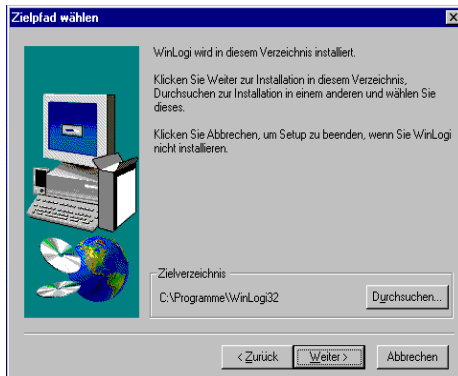 Zielpfad wählen
WinLogi wird in diesem Verzeichnis installiert.
Klicken Sie Weiter zur Installation in diesem Verzeichnis,
Durchsuchen zur Installation in einem anderen und wählen Sie
dieses.
Klicken Sie Abbrechen, um Setup zu beenden, wenn Sie WinLogi
nicht installieren.
Zielverzeichnis
C:\Programme\WinLogi32
Durchsuchen...
< Zurück
Weiter >
Abbrechen